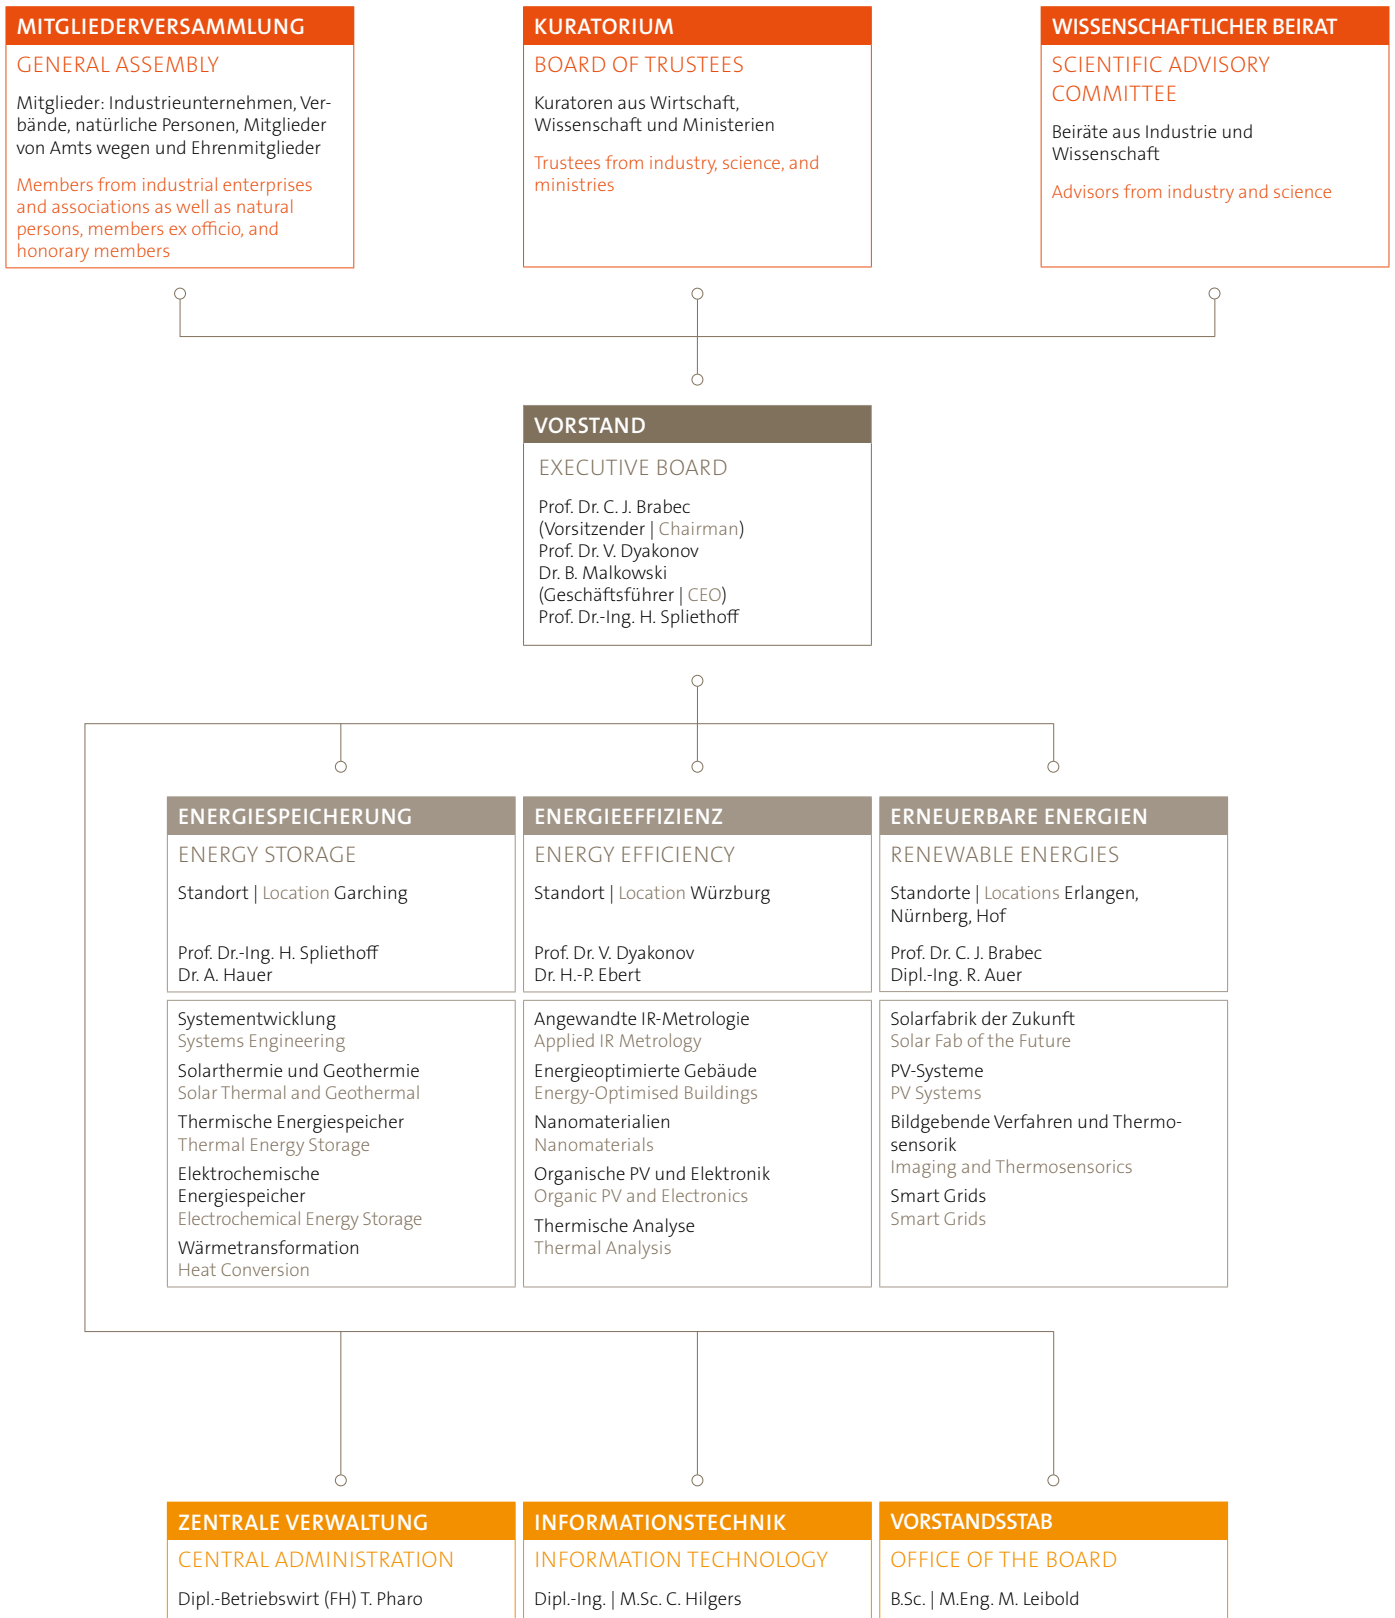 MITGLIEDERVERSAMMLUNG
GENERAL ASSEMBLY
Mitglieder: Industrieunternehmen, Ver-
bände, natürliche Personen, Mitglieder
von Amts wegen und Ehrenmitglieder
Members from industrial enterprises
and associations as well as natural
persons, members ex officio, and
honorary members
KURATORIUM
BOARD OF TRUSTEES
Kuratoren aus Wirtschaft,
Wissenschaft und Ministerien
Trustees from industry, science, and
ministries
WISSENSCHAFTLICHER BEIRAT
SCIENTIFIC ADVISORY
COMMITTEE
Beiräte aus Industrie und
Wissenschaft
Advisors from industry and science
VORSTAND
EXECUTIVE BOARD
Prof. Dr. C. J. Brabec
(Vorsitzender | Chairman)
Prof. Dr. V. Dyakonov
Dr. B. Malkowski
(Geschäftsführer | CEO)
Prof. Dr.-Ing. H. Spliethoff
ENERGIESPEICHERUNG
ENERGY STORAGE
Standort | Location Garching
Prof. Dr.-Ing. H. Spliethoff
Dr. A. Hauer
Systementwicklung
Systems Engineering
Solarthermie und Geothermie
Solar Thermal and Geothermal
Thermische Energiespeicher
Thermal Energy Storage
Elektrochemische
Energiespeicher
Electrochemical Energy Storage
Wärmetransformation
Heat Conversion
ENERGIEEFFIZIENZ
ENERGY EFFICIENCY
Standort | Location Würzburg
Prof. Dr. V. Dyakonov
Dr. H.-P. Ebert
Angewandte IR-Metrologie
Applied IR Metrology
Energieoptimierte Gebäude
Energy-Optimised Buildings
Nanomaterialien
Nanomaterials
Organische PV und Elektronik
Organic PV and Electronics
Thermische Analyse
Thermal Analysis
ERNEUERBARE ENERGIEN
RENEWABLE ENERGIES
Standorte | Locations Erlangen,
Nürnberg, Hof
Prof. Dr. C. J. Brabec
Dipl.-Ing. R. Auer
Solarfabrik der Zukunft
Solar Fab of the Future
PV-Systeme
PV Systems
Bildgebende Verfahren und Thermo-
sensorik
Imaging and Thermosensorics
Smart Grids
Smart Grids
ZENTRALE VERWALTUNG
CENTRAL ADMINISTRATION
Dipl.-Betriebswirt (FH) T. Pharo
INFORMATIONSTECHNIK
INFORMATION TECHNOLOGY
Dipl.-Ing. | M.Sc. C. Hilgers
VORSTANDSSTAB
OFFICE OF THE BOARD
B.Sc. | M.Eng. M. Leibold